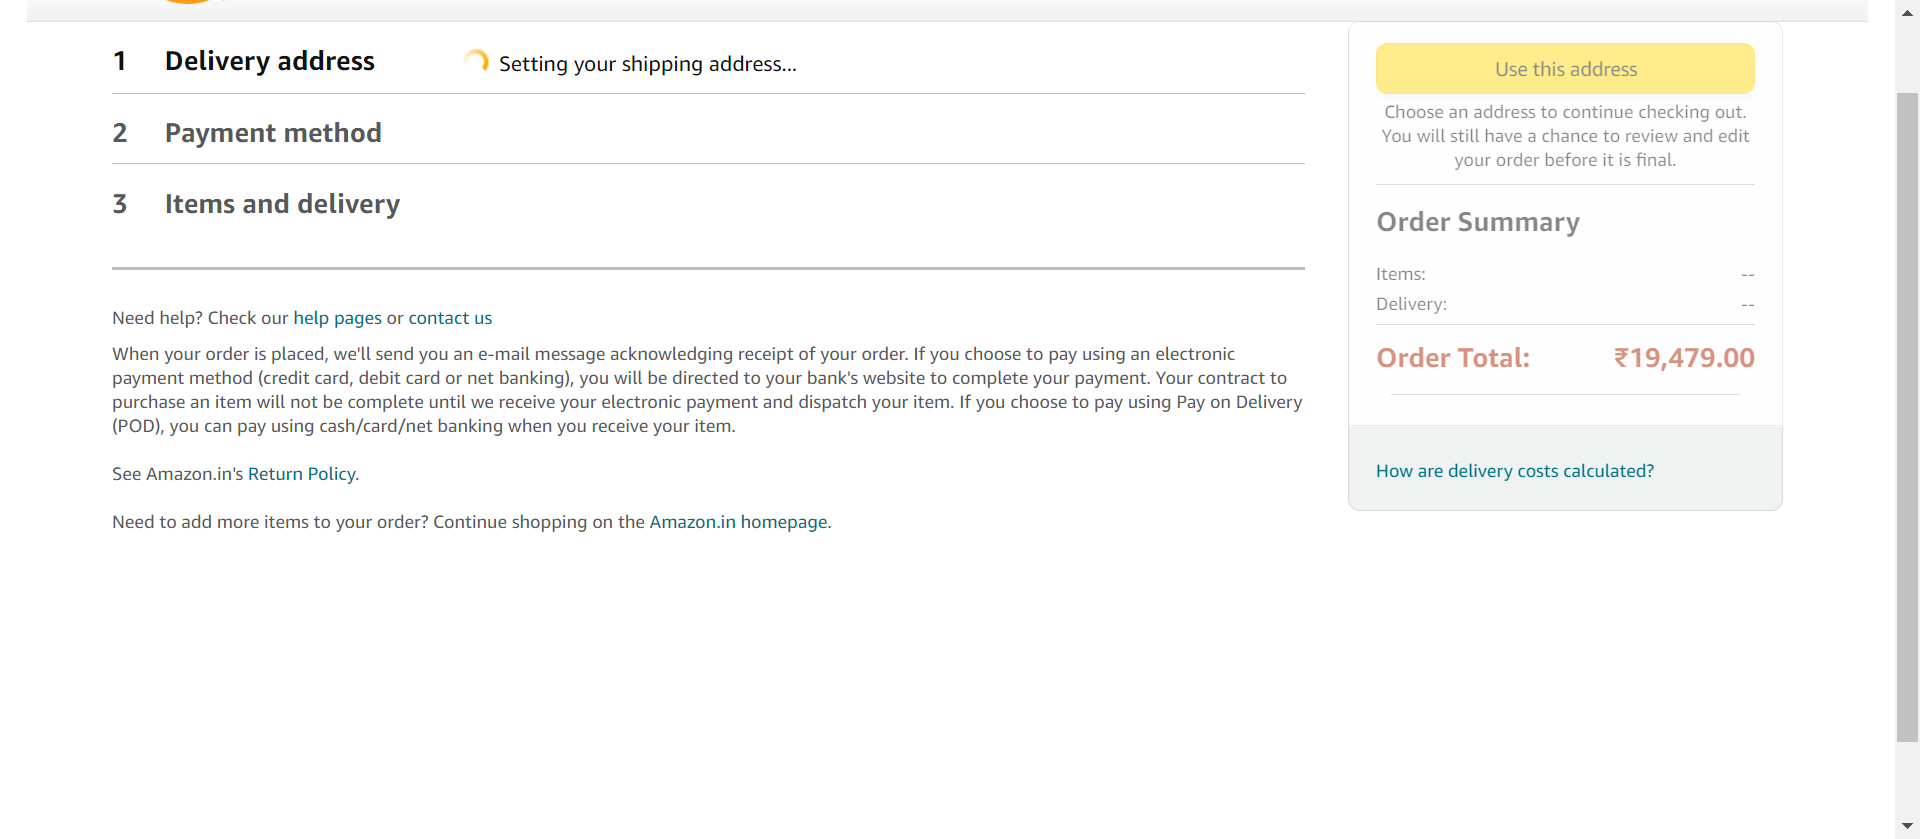 1 Delivery address Setting your shipping address...
2 Payment method
3 Items and delivery
Need help? Check our help pages or contact us
When your order is placed, we'll send you an e-mail message acknowledging receipt of your order. If you choose to pay using an electronic
payment method (credit card, debit card or net banking), you will be directed to your bank's website to complete your payment. Your contract to
purchase an item will not be complete until we receive your electronic payment and dispatch your item. If you choose to pay using Pay on Delivery
(POD), you can pay using cash/card/net banking when you receive your item.
See Amazon.in's Return Policy.
Need to add more items to your order? Continue shopping on the Amazon.in homepage.
Use this address
Choose an address to continue checking out.
You will still have a chance to review and edit
your order before it is final.
Order Summary
Items: --
Delivery: --
Order Total: ₹19,479.00
How are delivery costs calculated?